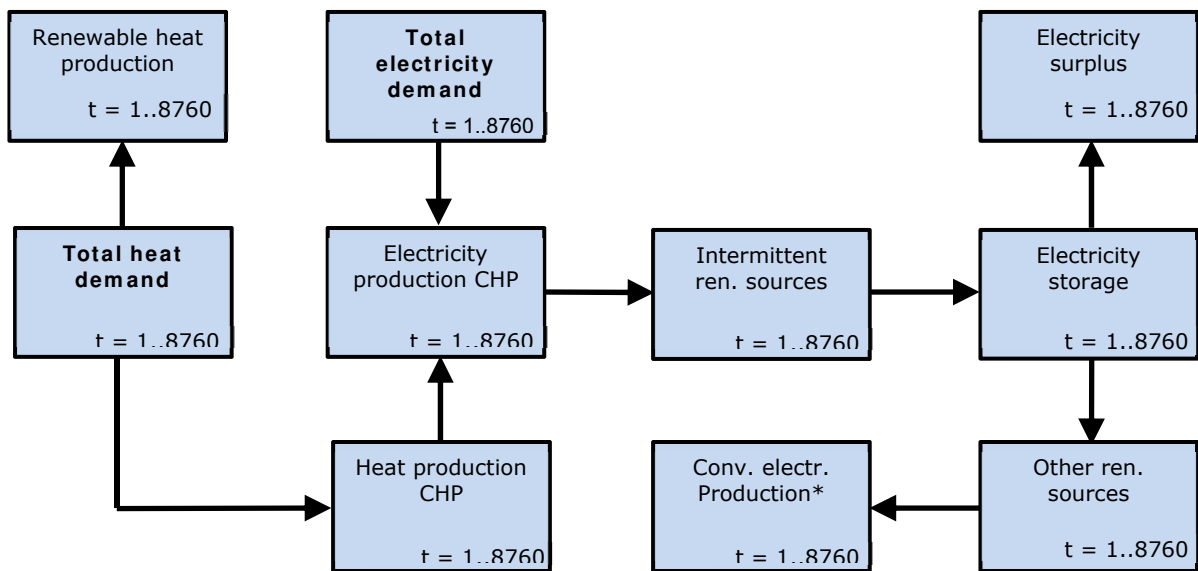 Renewable heat
production
t = 1..8760
Total
electricity
demand
t = 1..8760
Electricity
surplus
t = 1..8760
Total heat
demand
t = 1..8760
Electricity
production CHP
t = 1..8760
Intermittent
ren. sources
t = 1..8760
Electricity
storage
t = 1..8760
Heat production
CHP
t = 1..8760
Conv. electr.
Production*
t = 1..8760
Other ren.
sources
t = 1..8760